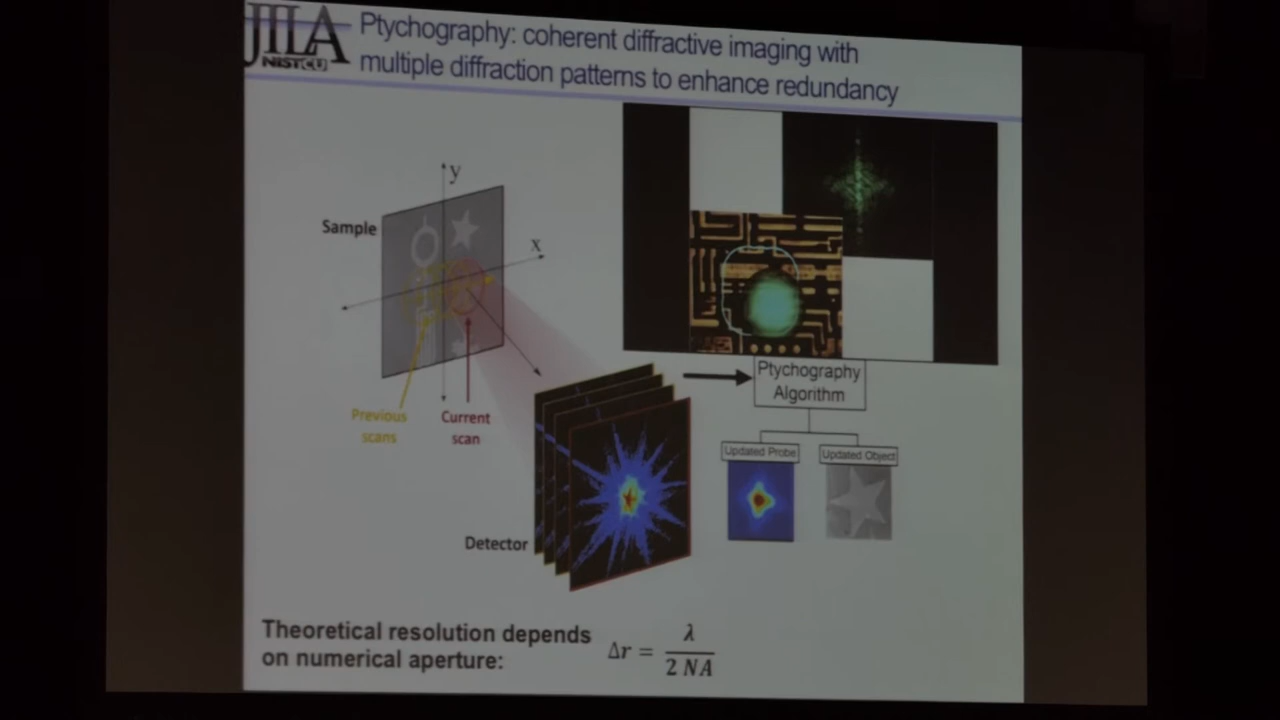 JILA
NIST CU
Ptychography: coherent diffractive imaging with
multiple diffraction patterns to enhance redundancy
y
Sample
x
Previous
scans
Current
scan
Detector
Ptychography
Algorithm
Updated Probe
Updated Object
Theoretical resolution depends
on numerical aperture:
Δr = λ / 2 NA